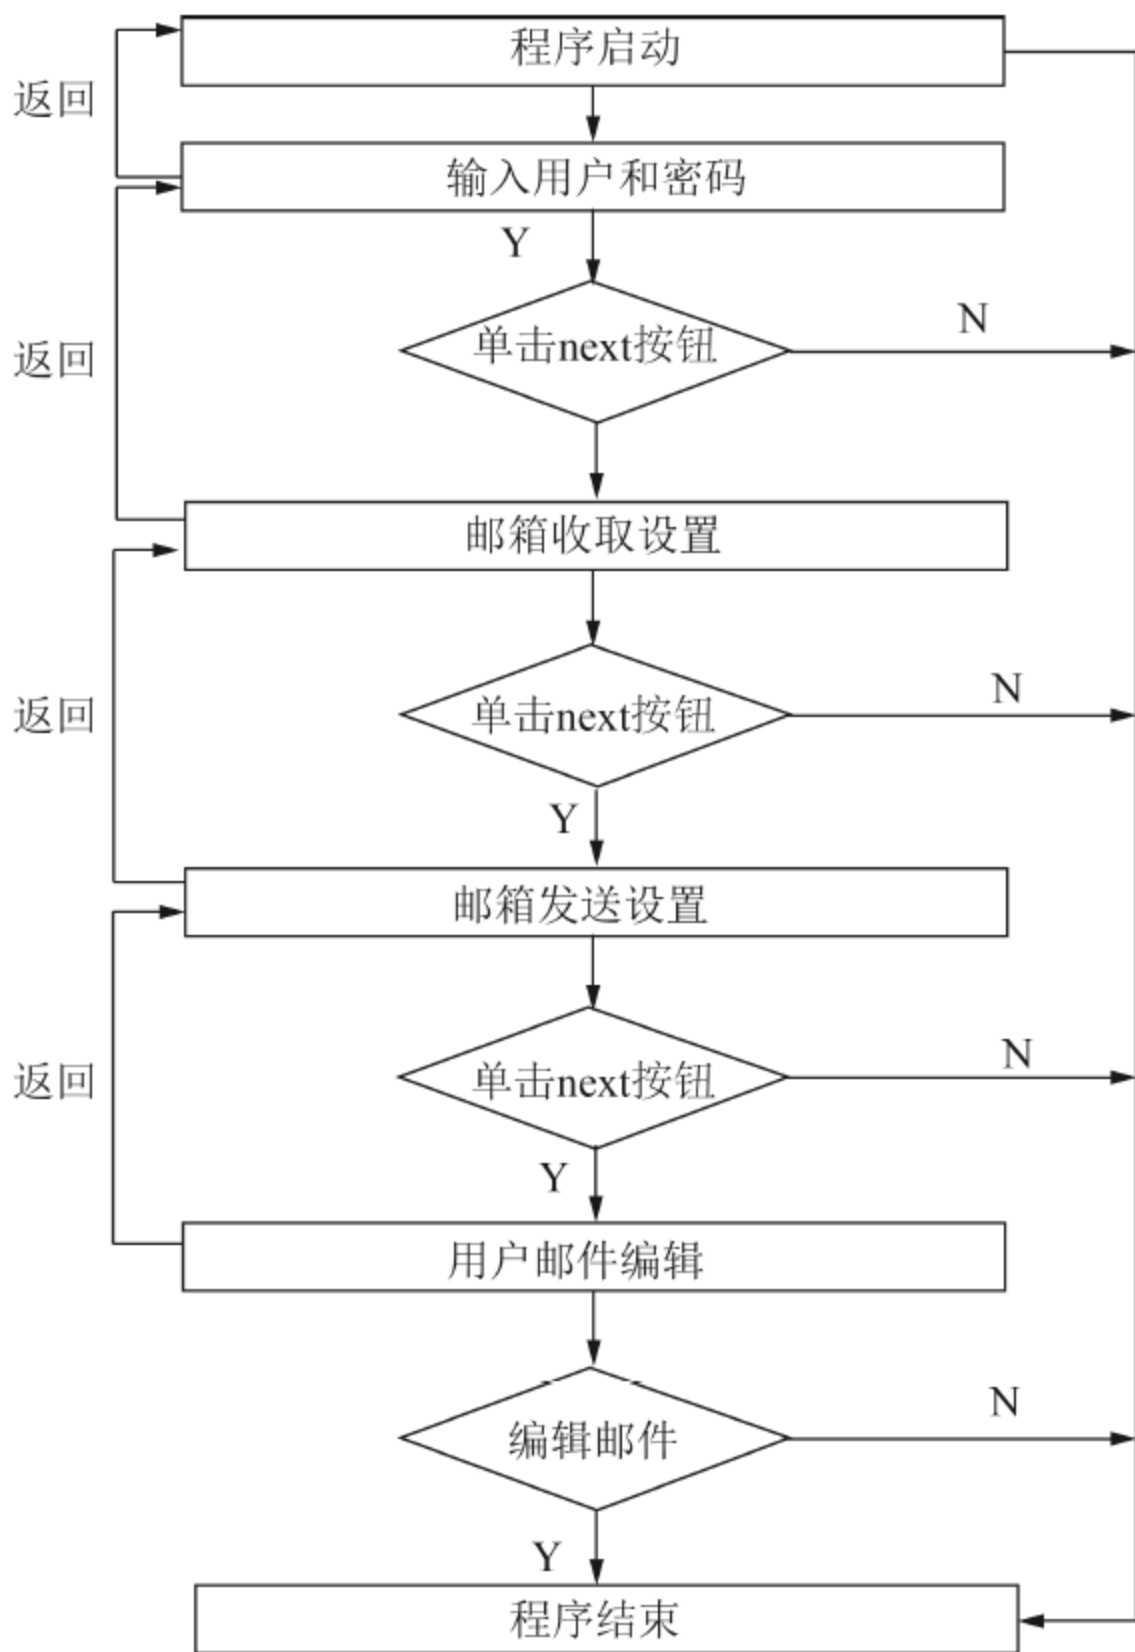 程序启动
返回
输入用户和密码
Y
单击next按钮
N
返回
邮箱收取设置
单击next按钮
N
返回
Y
邮箱发送设置
单击next按钮
N
返回
Y
用户邮件编辑
编辑邮件
N
Y
程序结束